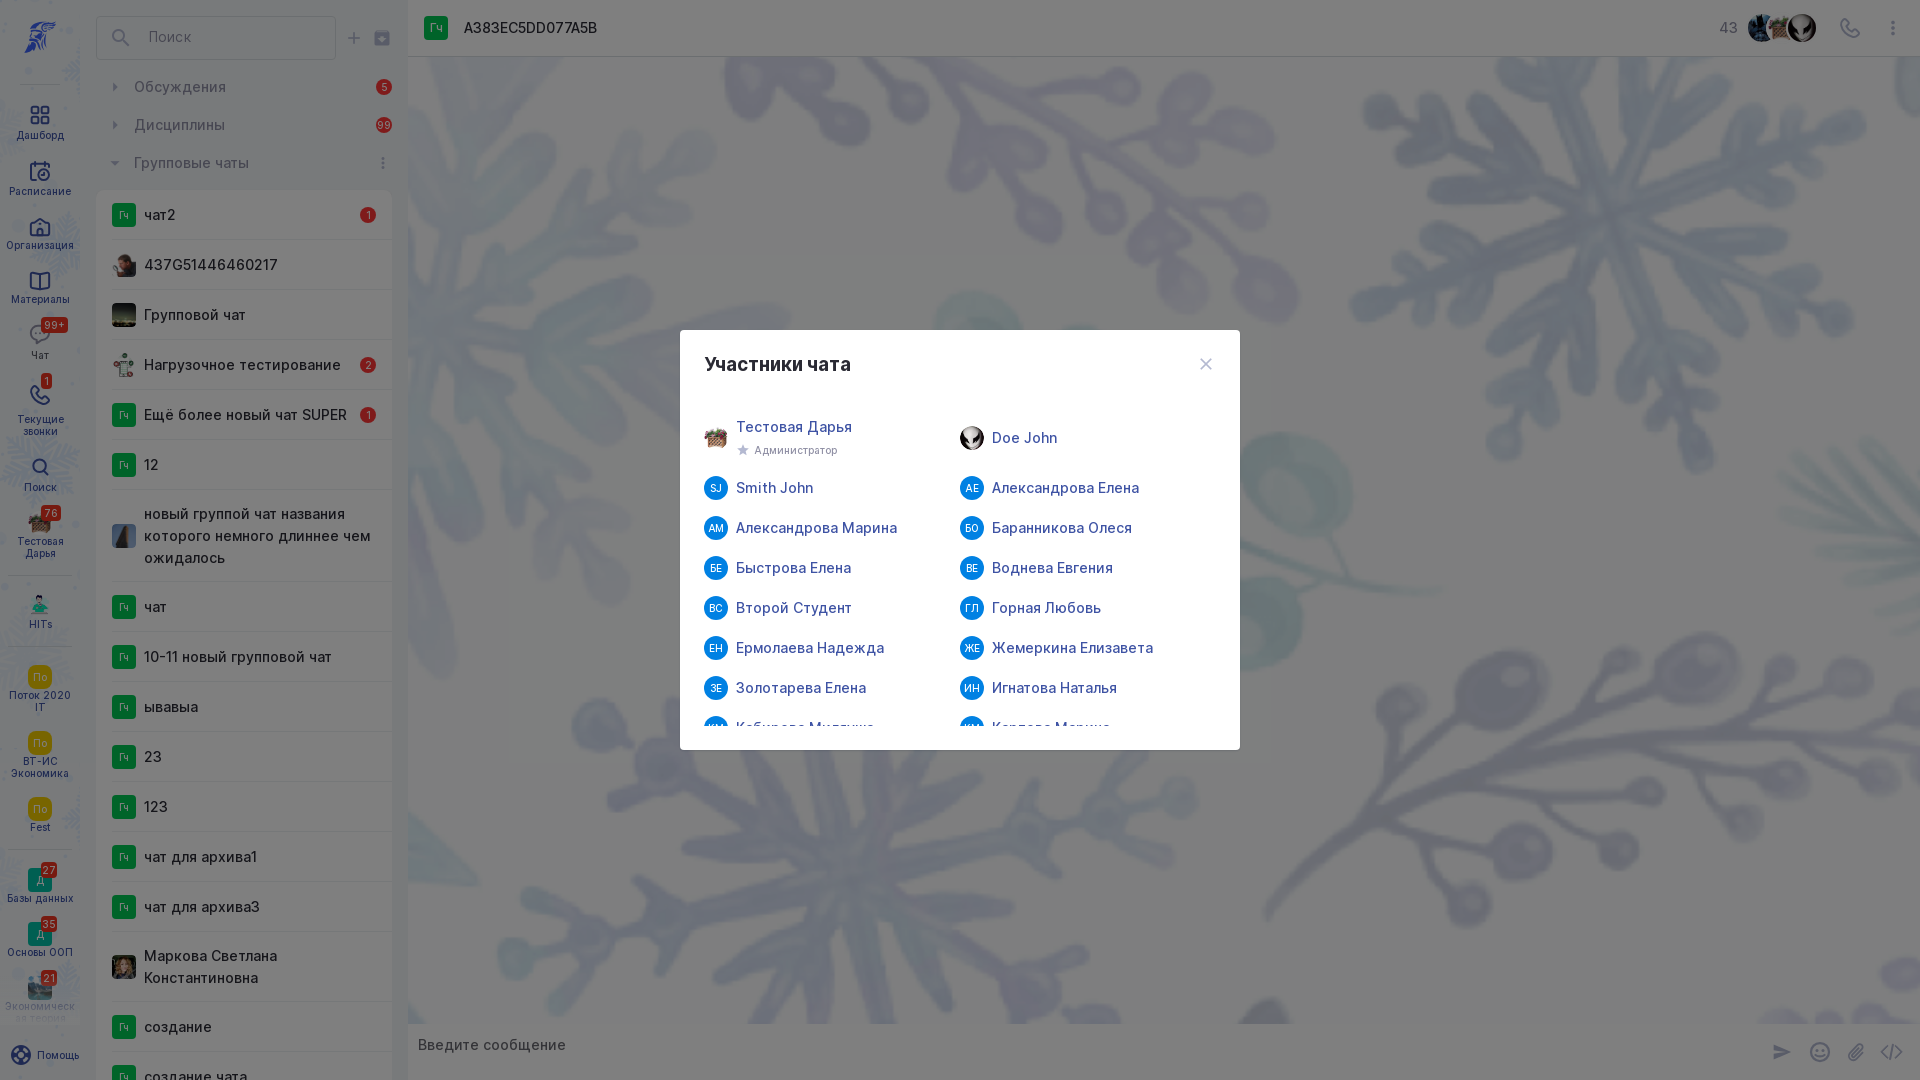 Дашборд
Расписание
Организация
Материалы
99+
Чат
1
Текущие
звонки
Поиск
76
Тестовая
Дарья
HITs
По
Поток 2020
IT
По
ВТ-ИС
Экономика
По
Fest
27
Д
Базы данных
35
Д
Основы ООП
21
Экономическ
ая теория
Помощь
Поиск
Обсуждения
5
Дисциплины
99
Групповые чаты
Гч
чат2
1
437G51446460217
Групповой чат
Нагрузочное тестирование
2
Гч
Ещё более новый чат SUPER
1
Гч
12
новый группой чат названия
которого немного длиннее чем
ожидалось
Гч
чат
Гч
10-11 новый групповой чат
Гч
ывавыа
Гч
23
Гч
123
Гч
чат для архива1
Гч
чат для архива3
Маркова Светлана
Константиновна
Гч
создание
Гч
создание чата
Гч
A383EC5DD077A5B
43
Участники чата
Тестовая Дарья
Администратор
Doe John
SJ
Smith John
АЕ
Александрова Елена
АМ
Александрова Марина
БО
Баранникова Олеся
БЕ
Быстрова Елена
ВЕ
Воднева Евгения
ВС
Второй Студент
ГЛ
Горная Любовь
ЕН
Ермолаева Надежда
ЖЕ
Жемеркина Елизавета
ЗЕ
Золотарева Елена
ИН
Игнатова Наталья
Введите сообщение